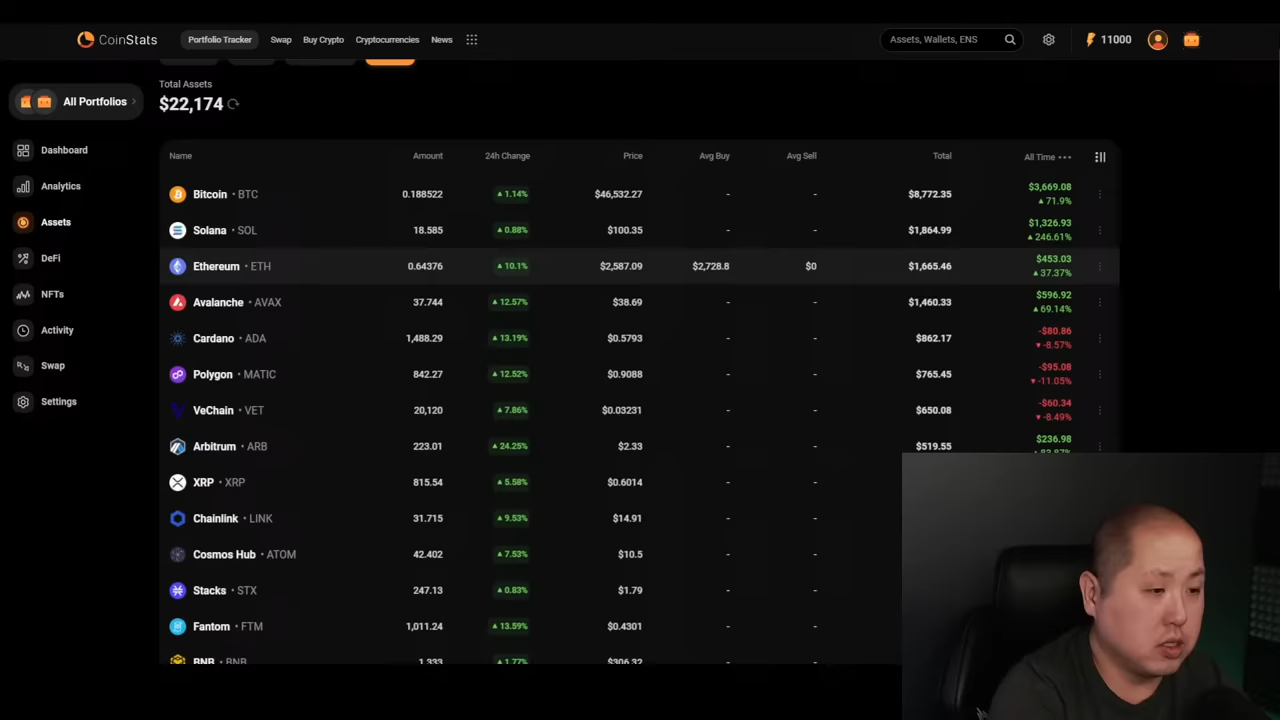 CoinStats Portfolio Tracker Swap Buy Crypto Cryptocurrencies News Assets, Wallets, ENS 11000
All Portfolios
Dashboard
Analytics
Assets
DeFi
NFTs
Activity
Swap
Settings
Total Assets
$22,174
Name Amount 24h Change Price Avg Buy Avg Sell Total All Time •••
Bitcoin • BTC 0.188522 ▲ 1.14% $46,532.27 - - $8,772.35 $3,669.08
▲ 71.9%
Solana • SOL 18.585 ▲ 0.88% $100.35 - - $1,864.99 $1,326.93
▲ 246.61%
Ethereum • ETH 0.64376 ▲ 10.1% $2,587.09 $2,728.8 $0 $1,665.46 $453.03
▲ 37.37%
Avalanche • AVAX 37.744 ▲ 12.57% $38.69 - - $1,460.33 $596.92
▲ 69.14%
Cardano • ADA 1,488.29 ▲ 13.19% $0.5793 - - $862.17 -$80.86
▼ -8.57%
Polygon • MATIC 842.27 ▲ 12.52% $0.9088 - - $765.45 -$95.08
▼ -11.05%
VeChain • VET 20,120 ▲ 7.86% $0.03231 - - $650.08 -$60.34
▼ -8.49%
Arbitrum • ARB 223.01 ▲ 24.25% $2.33 - - $519.55 $236.98
XRP • XRP 815.54 ▲ 5.58% $0.6014 - -
Chainlink • LINK 31.715 ▲ 9.53% $14.91 - -
Cosmos Hub • ATOM 42.402 ▲ 7.53% $10.5 - -
Stacks • STX 247.13 ▲ 0.83% $1.79 - -
Fantom • FTM 1,011.24 ▲ 13.59% $0.4301 - -
BNB • BNB 1.333 ▲ 1.77% $306.32 - -